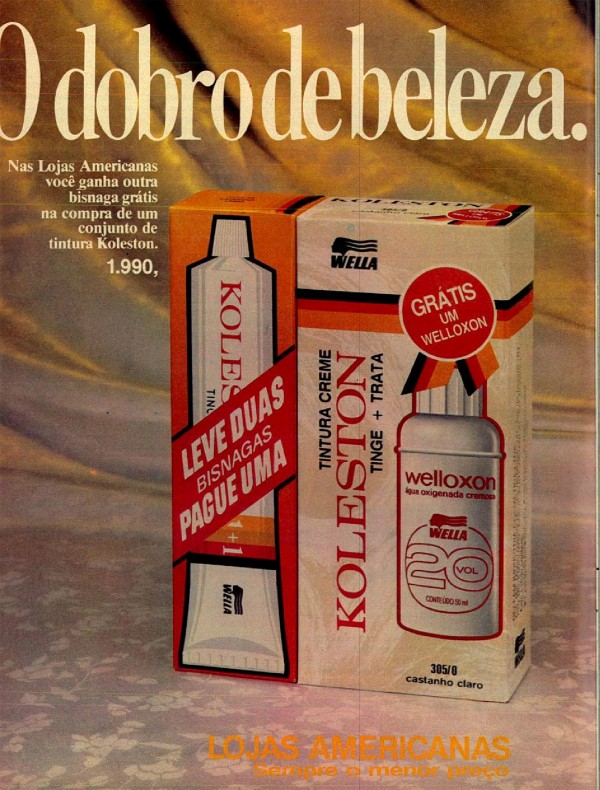 O dobro de beleza.
Nas Lojas Americanas
você ganha outra
bisnaga grátis
na compra de um
conjunto de
tintura Koleston.
1.990,
KOLESTON
LEVE DUAS
BISNAGAS
PAGUE UMA
1+1
WELLA
KOLESTON
WELLA
GRÁTIS
UM
WELLOXON
TINTURA CREME
KOLESTON
TINGE + TRATA
welloxon
água oxigenada cremosa
WELLA
20 VOL
CONTEÚDO 50 ml
305/0
castanho claro
WELLA
LOJAS AMERICANAS
Sempre o menor preço